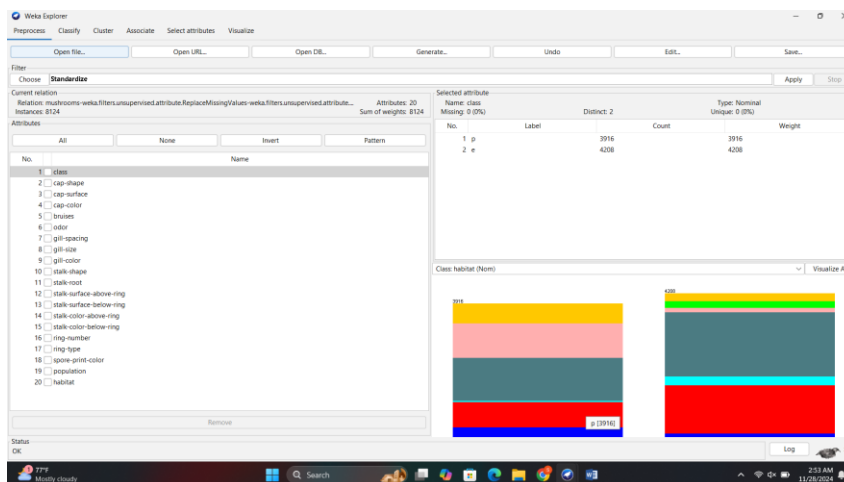 Weka Explorer
Preprocess Classify Cluster Associate Select attributes Visualize
Open file... Open URL... Open DB... Generate... Undo Edit... Save...
Filter
Choose Standardize Apply Stop
Current relation
Relation: mushrooms-weka.filters.unsupervised.attribute.ReplaceMissingValues-weka.filters.unsupervised.attribute... Attributes: 20
Instances: 8124 Sum of weights: 8124
Attributes
All None Invert Pattern
No. Name
1 class
2 cap-shape
3 cap-surface
4 cap-color
5 bruises
6 odor
7 gill-spacing
8 gill-size
9 gill-color
10 stalk-shape
11 stalk-root
12 stalk-surface-above-ring
13 stalk-surface-below-ring
14 stalk-color-above-ring
15 stalk-color-below-ring
16 ring-number
17 ring-type
18 spore-print-color
19 population
20 habitat
Remove
Selected attribute
Name: class Type: Nominal
Missing: 0 (0%) Distinct: 2 Unique: 0 (0%)
No. Label Count Weight
1 p 3916 3916
2 e 4208 4208
Class: habitat (Nom) Visualize A
3916 4208
p [3916]
Status
OK Log
77°F
Mostly cloudy
Search
2:53 AM
11/28/2024